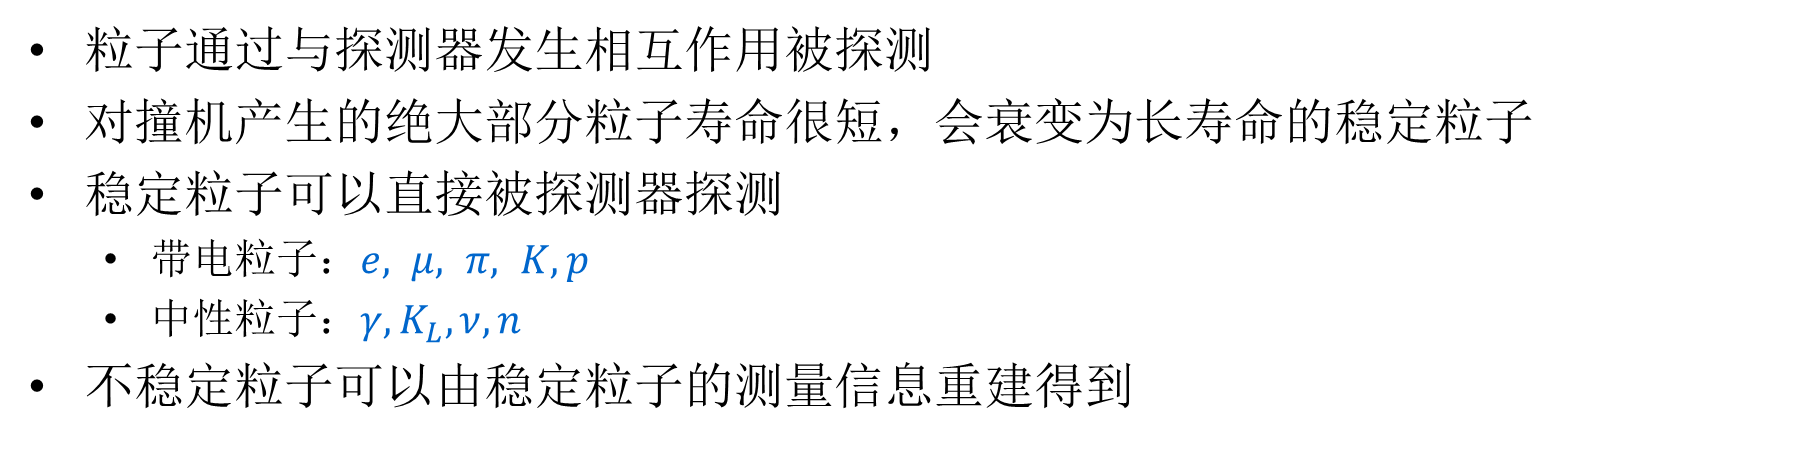 • 粒子通过与探测器发生相互作用被探测
• 对撞机产生的绝大部分粒子寿命很短，会衰变为长寿命的稳定粒子
• 稳定粒子可以直接被探测器探测
• 带电粒子：e, μ, π, K, p
• 中性粒子：γ, K_L, ν, n
• 不稳定粒子可以由稳定粒子的测量信息重建得到